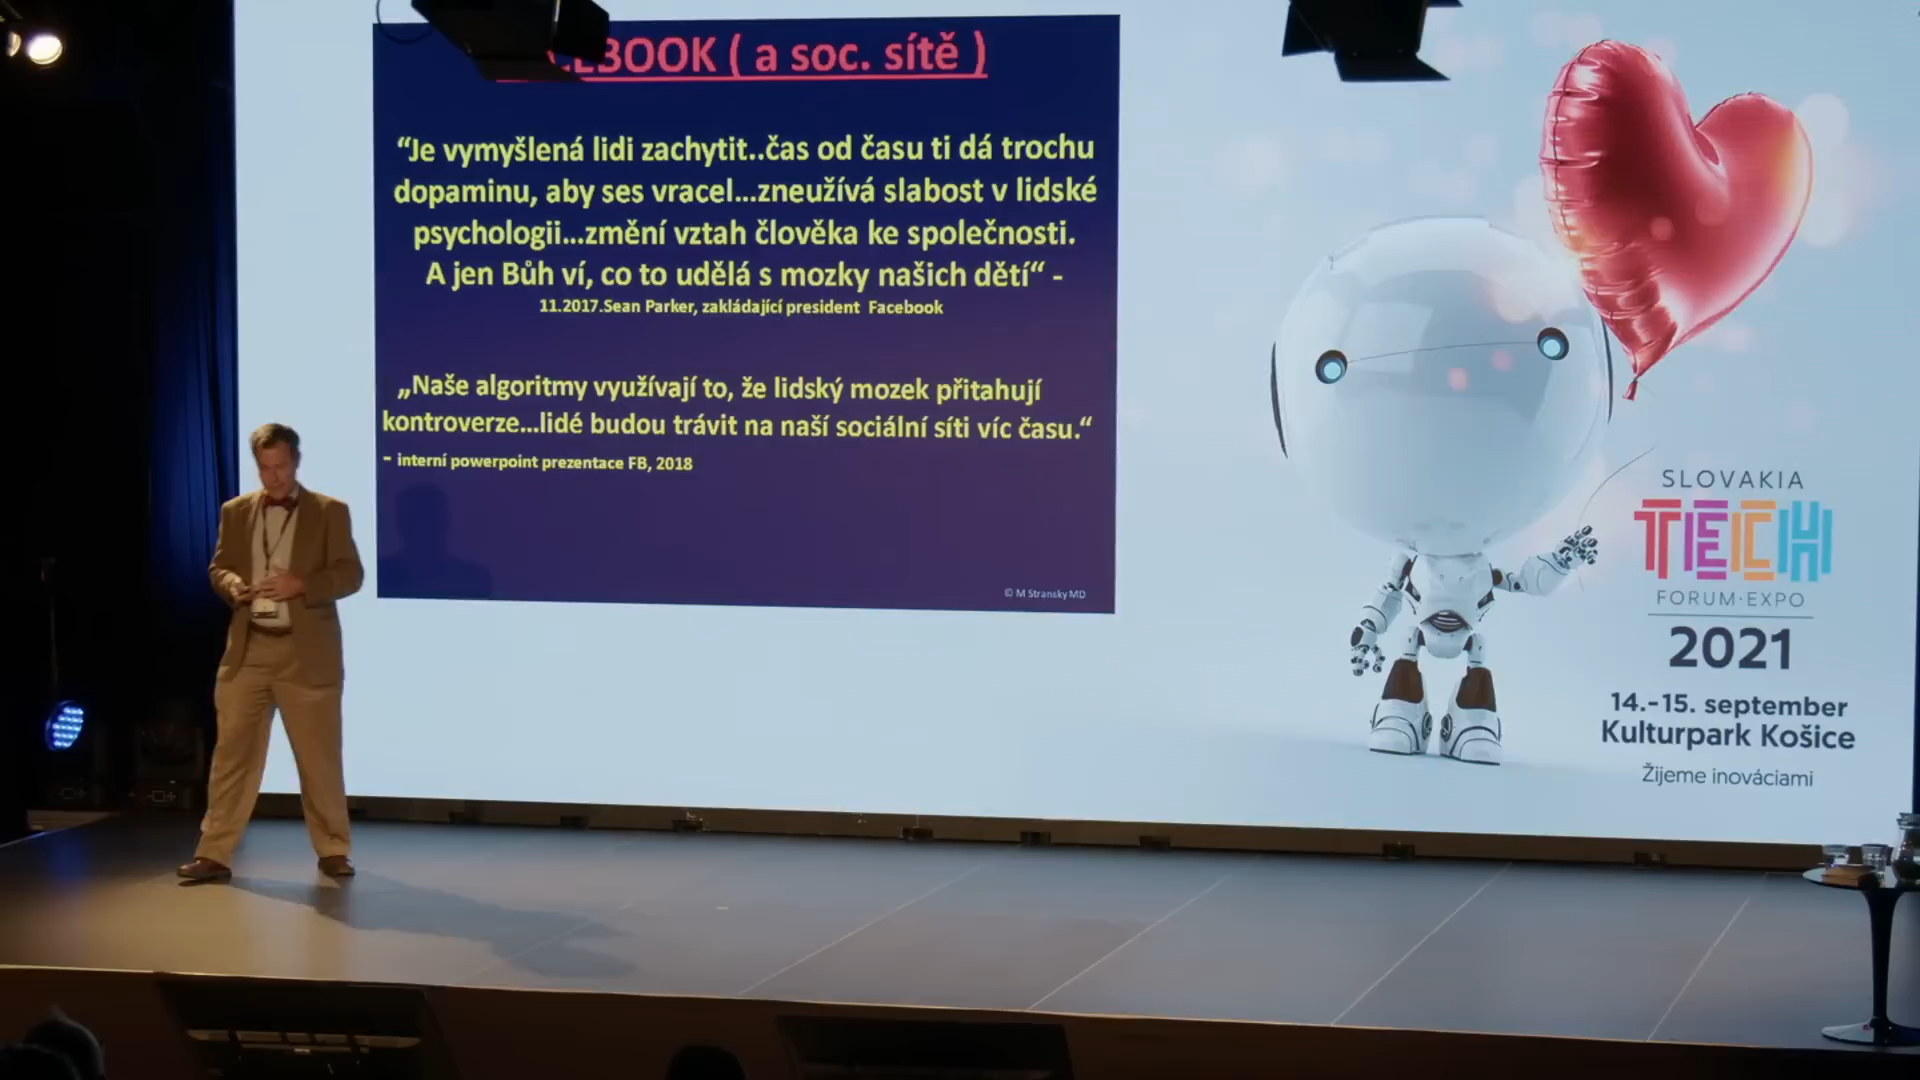 ( a soc. sítě )
“Je vymyšlená lidi zachytit..čas od času ti dá trochu
dopaminu, aby ses vracel...zneužívá slabost v lidské
psychologii...změní vztah člověka ke společnosti.
A jen Bůh ví, co to udělá s mozky našich dětí“ -
11.2017.Sean Parker, zakládající president Facebook
„Naše algoritmy využívají to, že lidský mozek přitahují
kontroverze...lidé budou trávit na naší sociální síti víc času.“
- interní powerpoint prezentace FB, 2018
© M Stransky MD
SLOVAKIA
TECH
FORUM·EXPO
2021
14.-15. september
Kulturpark Košice
Žijeme inováciami